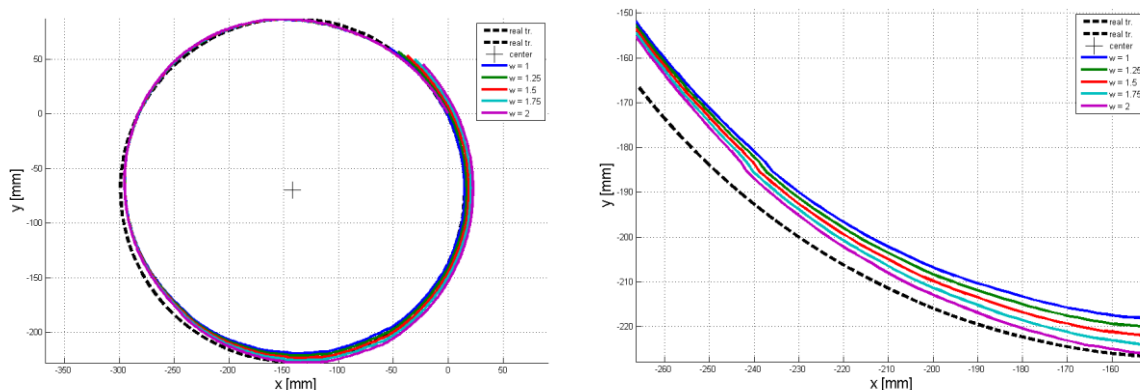 50
0
-50
-100
-150
-200
y [mm]
-350
-300
-250
-200
-150
-100
-50
0
50
x [mm]
real tr.
real tr.
center
w = 1
w = 1.25
w = 1.5
w = 1.75
w = 2
-150
-160
-170
-180
-190
-200
-210
-220
y [mm]
-260
-250
-240
-230
-220
-210
-200
-190
-180
-170
-160
x [mm]
real tr.
real tr.
center
w = 1
w = 1.25
w = 1.5
w = 1.75
w = 2